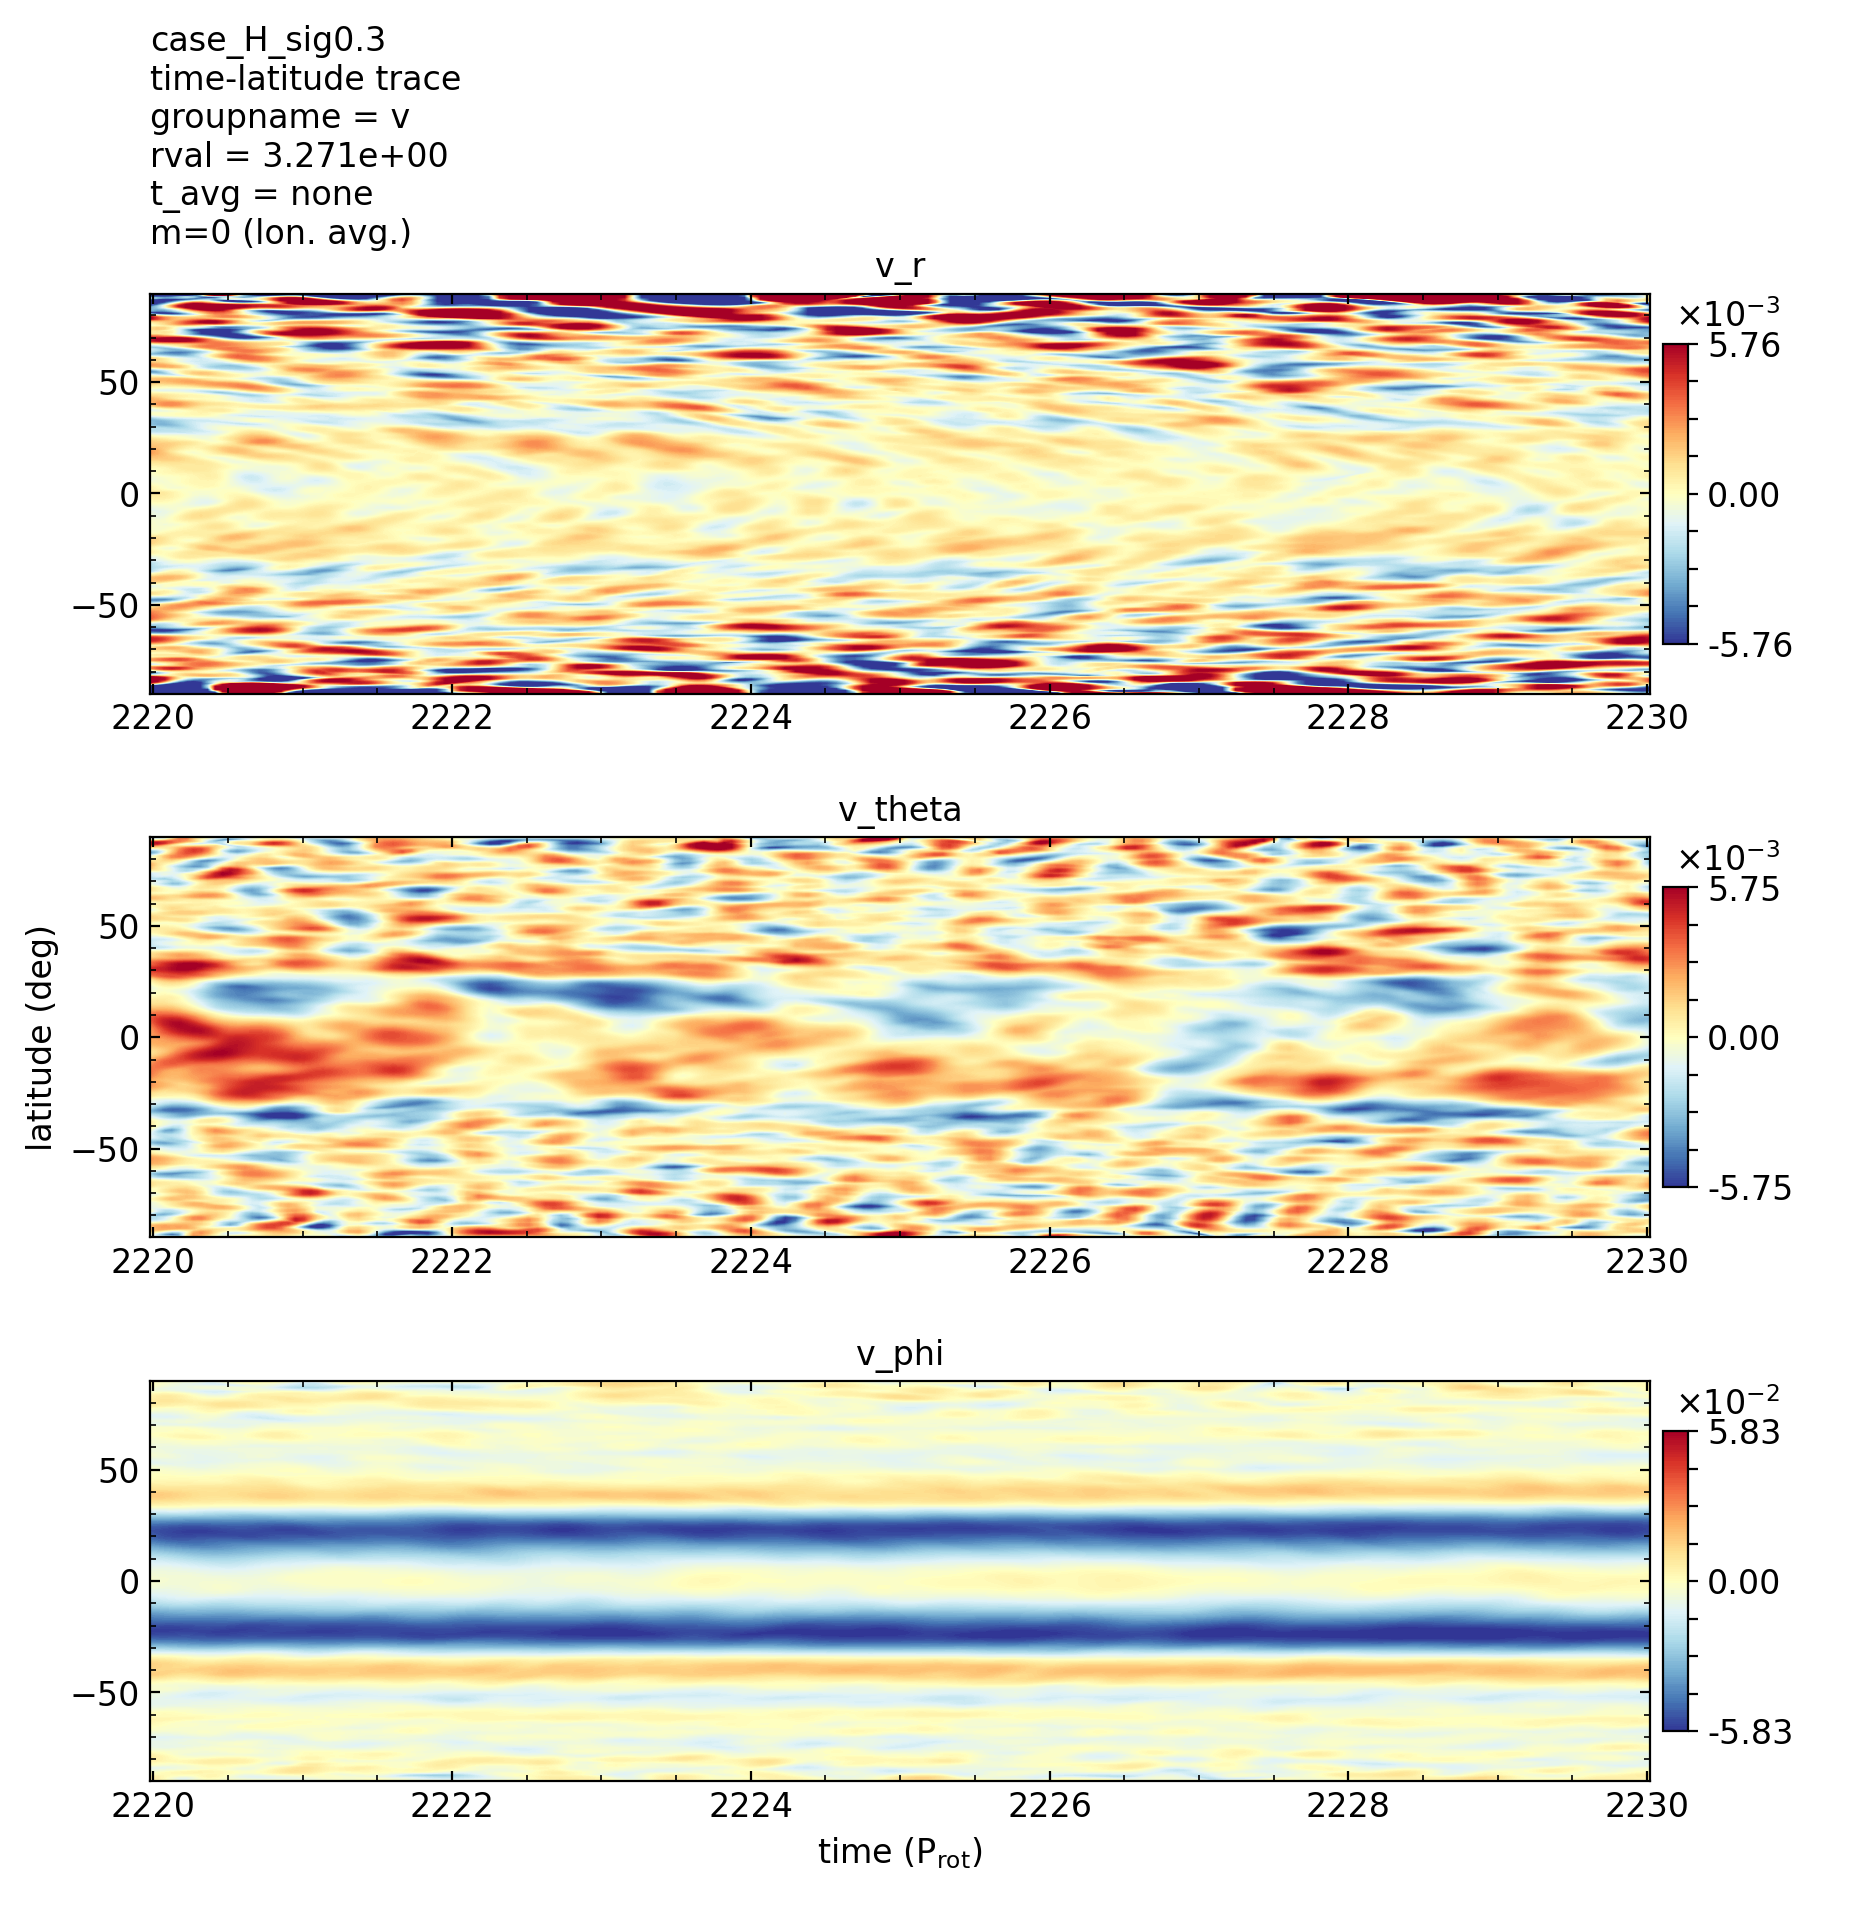 case_H_sig0.3
time-latitude trace
groupname = v
rval = 3.271e+00
t_avg = none
m=0 (lon. avg.)
v_r
×10⁻³
5.76
0.00
-5.76
50
0
−50
2220 2222 2224 2226 2228 2230
v_theta
×10⁻³
5.75
0.00
-5.75
latitude (deg)
50
0
−50
2220 2222 2224 2226 2228 2230
v_phi
×10⁻²
5.83
0.00
-5.83
50
0
−50
2220 2222 2224 2226 2228 2230
time (P_rot)